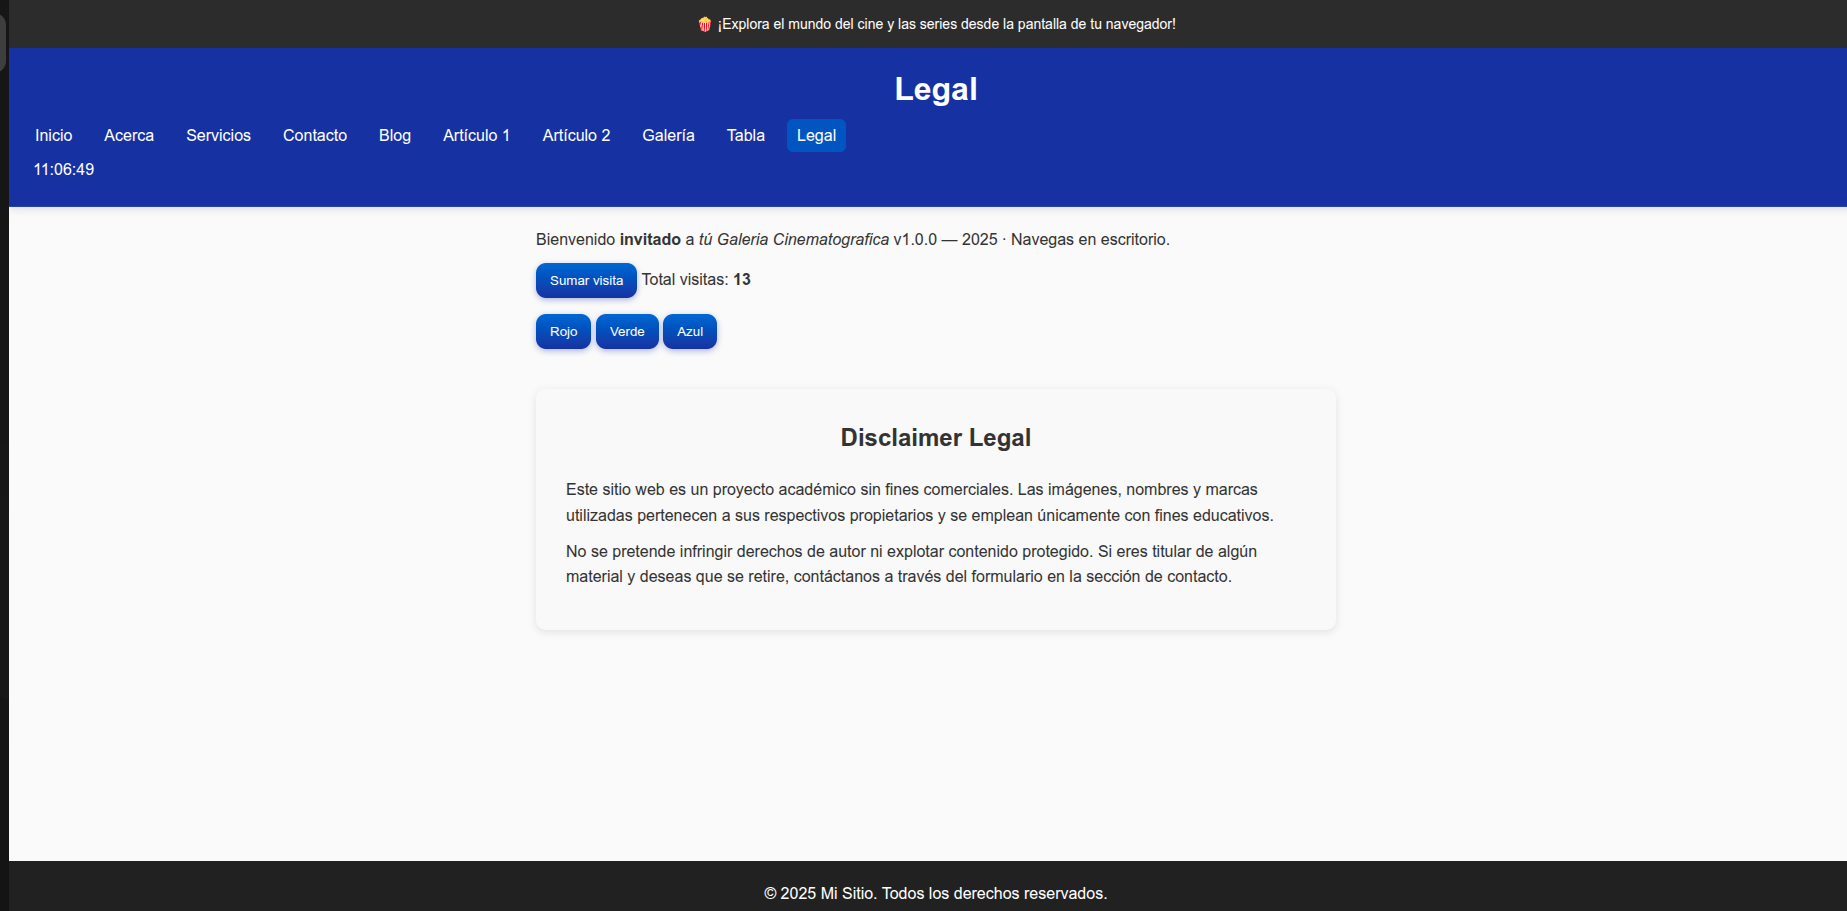 🍿 ¡Explora el mundo del cine y las series desde la pantalla de tu navegador!
Legal
Inicio Acerca Servicios Contacto Blog Artículo 1 Artículo 2 Galería Tabla Legal
11:06:49
Bienvenido invitado a tú Galeria Cinematografica v1.0.0 — 2025 · Navegas en escritorio.
Sumar visita Total visitas: 13
Rojo Verde Azul
Disclaimer Legal
Este sitio web es un proyecto académico sin fines comerciales. Las imágenes, nombres y marcas
utilizadas pertenecen a sus respectivos propietarios y se emplean únicamente con fines educativos.
No se pretende infringir derechos de autor ni explotar contenido protegido. Si eres titular de algún
material y deseas que se retire, contáctanos a través del formulario en la sección de contacto.
© 2025 Mi Sitio. Todos los derechos reservados.